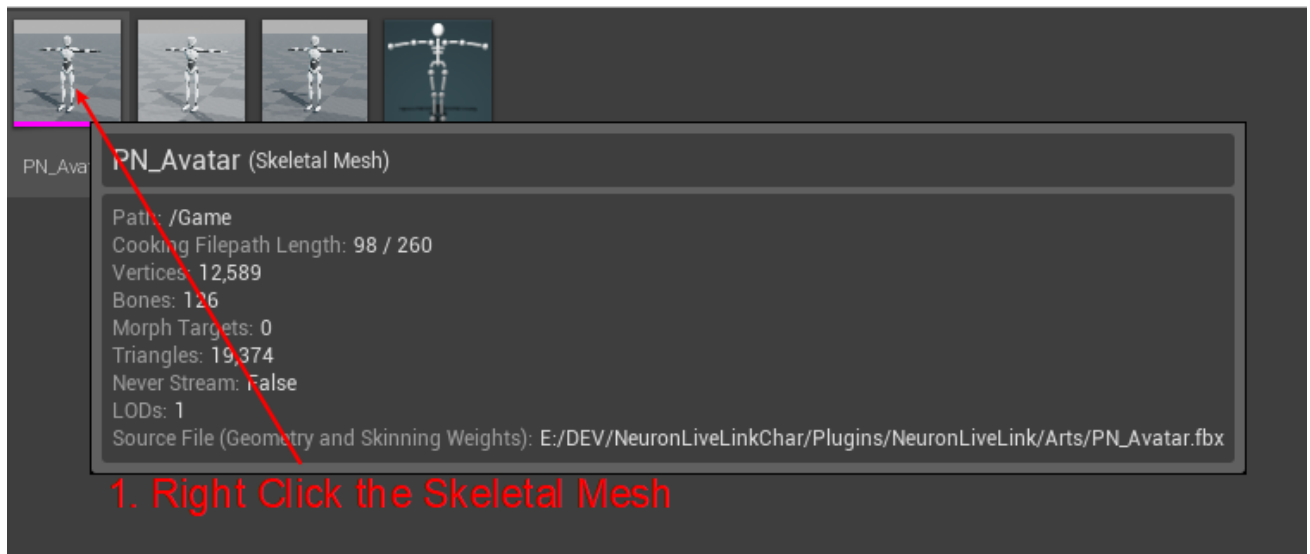 PN_Ava
PN_Avatar (Skeletal Mesh)
Path: /Game
Cooking Filepath Length: 98 / 260
Vertices: 12,589
Bones: 126
Morph Targets: 0
Triangles: 19,374
Never Stream: False
LODs: 1
Source File (Geometry and Skinning Weights): E:/DEV/NeuronLiveLinkChar/Plugins/NeuronLiveLink/Arts/PN_Avatar.fbx
1. Right Click the Skeletal Mesh